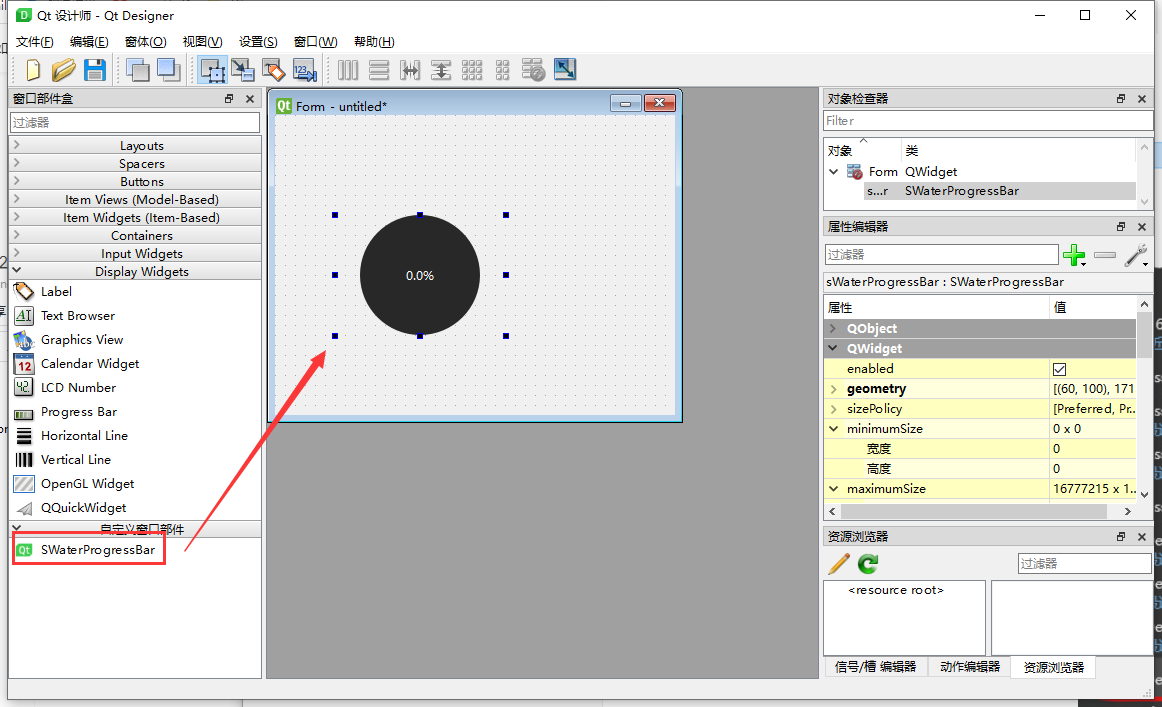 Qt 设计师 - Qt Designer
文件(F) 编辑(E) 窗体(O) 视图(V) 设置(S) 窗口(W) 帮助(H)
窗口部件盒
过滤器
Layouts
Spacers
Buttons
Item Views (Model-Based)
Item Widgets (Item-Based)
Containers
Input Widgets
Display Widgets
Label
Text Browser
Graphics View
Calendar Widget
LCD Number
Progress Bar
Horizontal Line
Vertical Line
OpenGL Widget
QQuickWidget
自定义窗口部件
SWaterProgressBar
Form - untitled*
0.0%
对象检查器
Filter
对象 类
Form QWidget
s...r SWaterProgressBar
属性编辑器
过滤器
sWaterProgressBar : SWaterProgressBar
属性 值
QObject
QWidget
enabled
geometry [(60, 100), 171
sizePolicy [Preferred, Pr..
minimumSize 0 x 0
宽度 0
高度 0
maximumSize 16777215 x 1..
资源浏览器
过滤器
<resource root>
信号/槽 编辑器 动作编辑器 资源浏览器